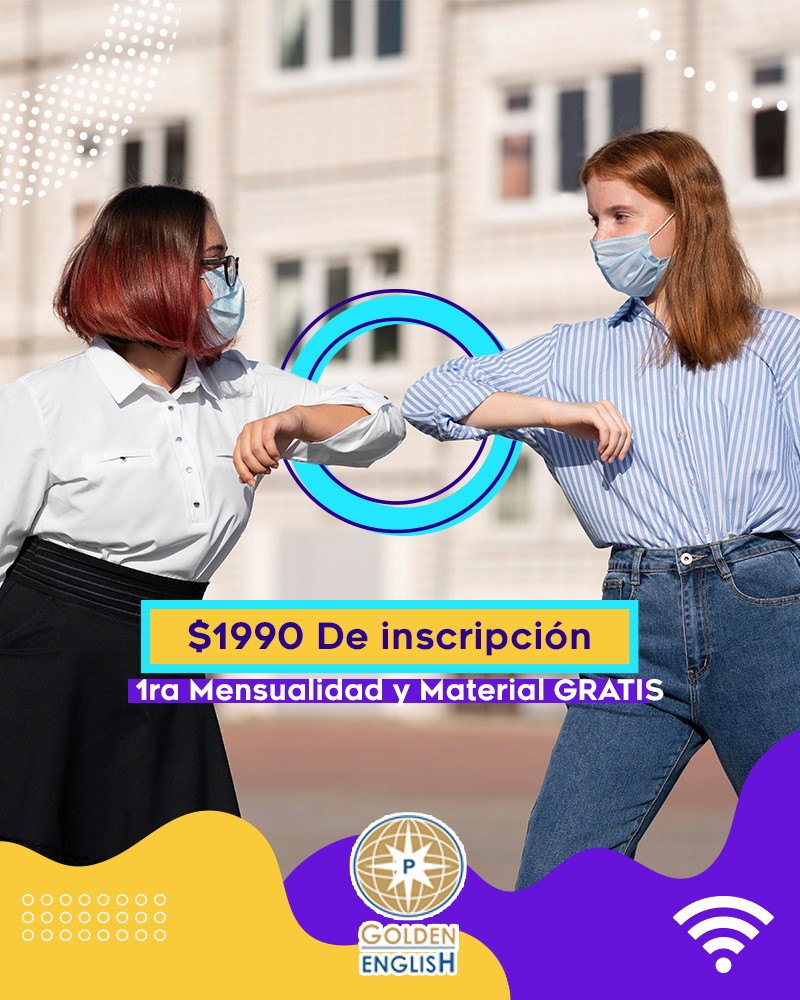 $1990 De inscripción
1ra Mensualidad y Material GRATIS
P
GOLDEN
ENGLISH